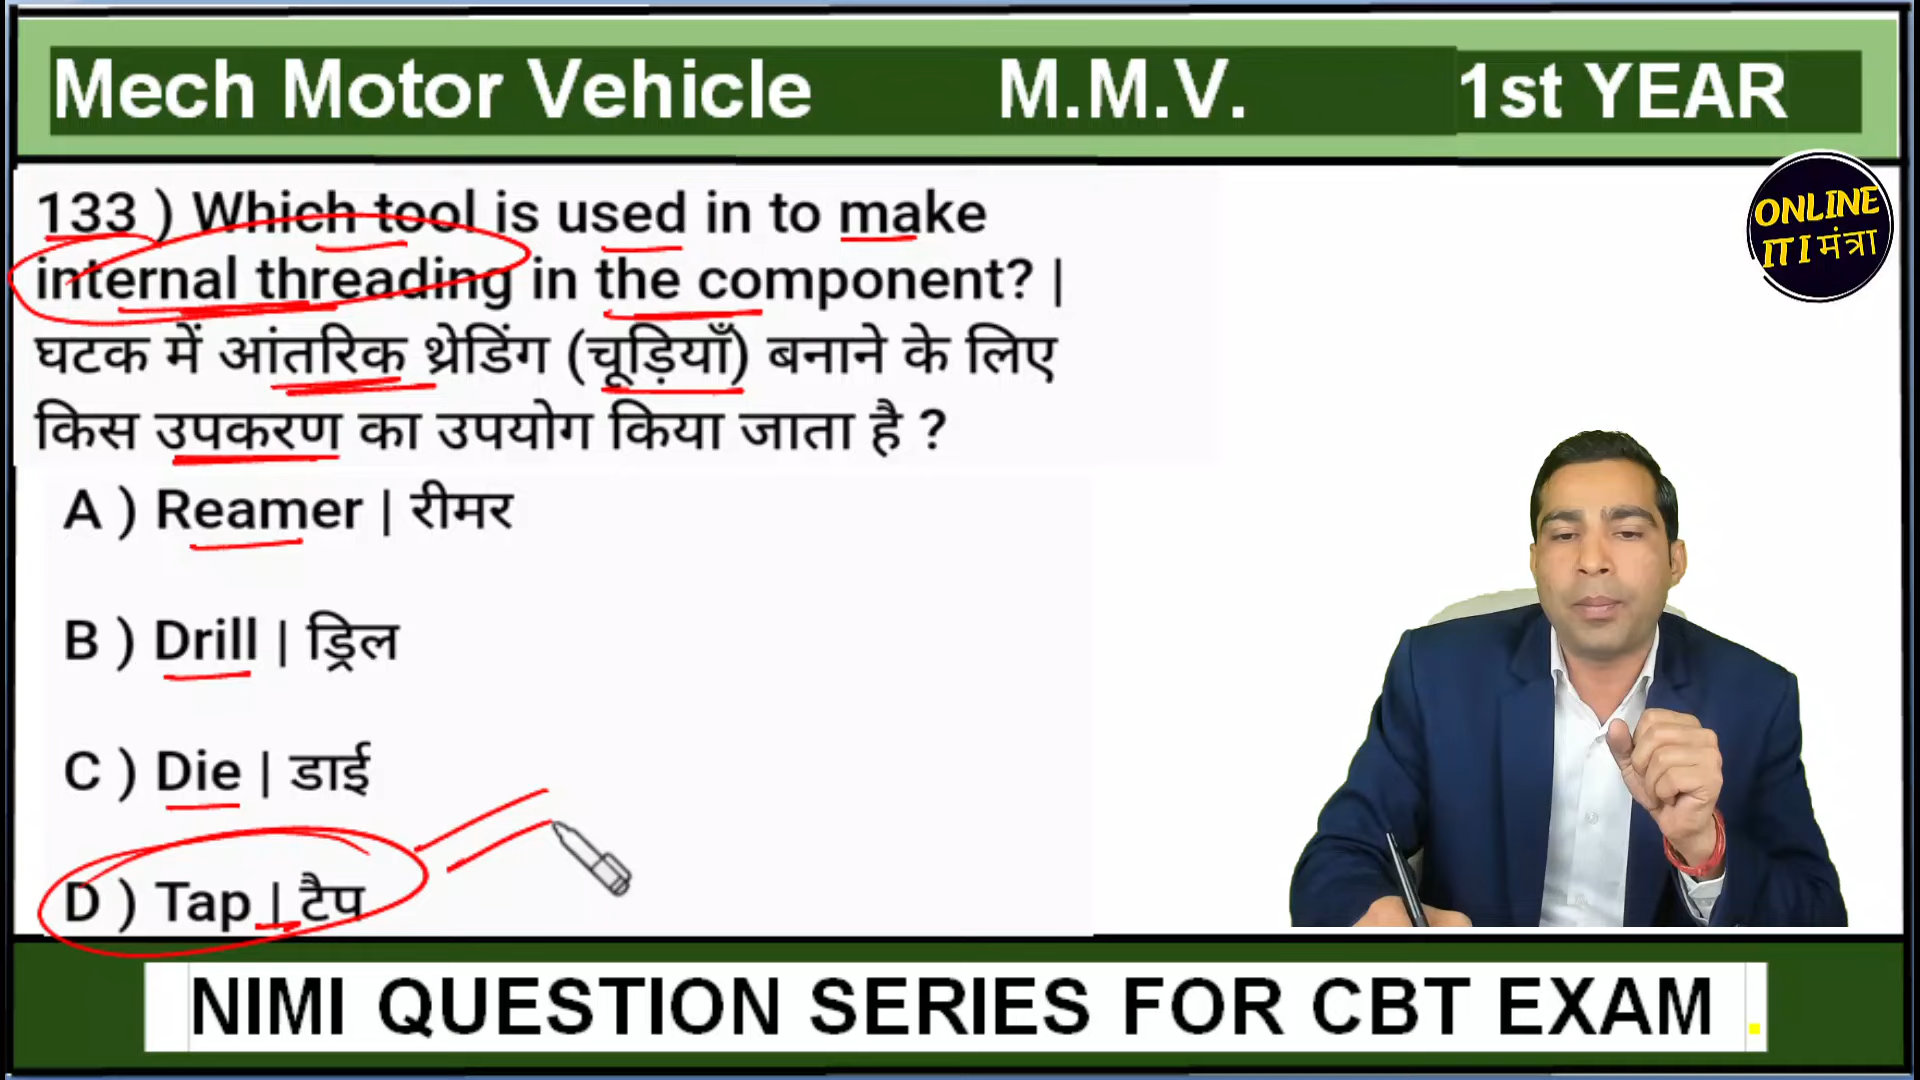 Mech Motor Vehicle M.M.V. 1st YEAR
ONLINE
ITI मंत्रा
133 ) Which tool is used in to make
internal threading in the component? |
घटक में आंतरिक थ्रेडिंग (चूड़ियाँ) बनाने के लिए
किस उपकरण का उपयोग किया जाता है ?
A ) Reamer | रीमर
B ) Drill | ड्रिल
C ) Die | डाई
D ) Tap | टैप
NIMI QUESTION SERIES FOR CBT EXAM .